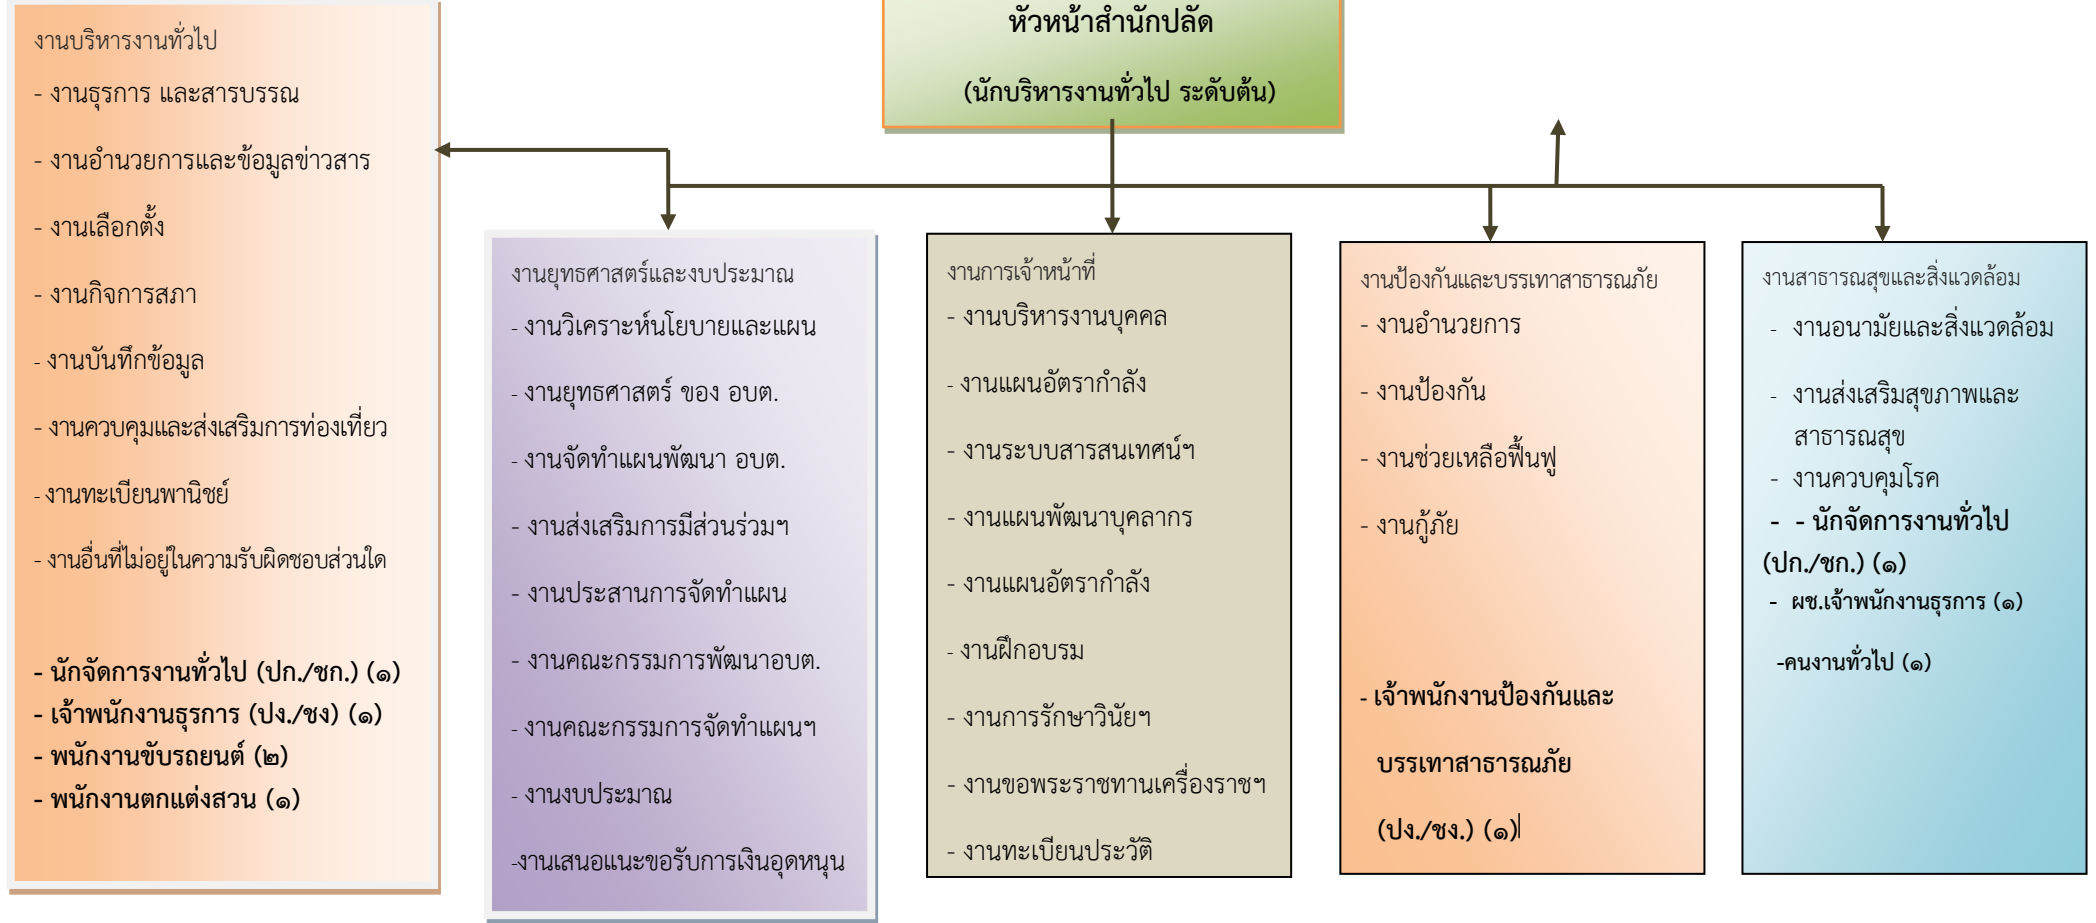 หัวหน้าสำนักปลัด
(นักบริหารงานทั่วไป ระดับต้น)
งานบริหารงานทั่วไป
- งานธุรการ และสารบรรณ
- งานอำนวยการและข้อมูลข่าวสาร
- งานเลือกตั้ง
- งานกิจการสภา
- งานบันทึกข้อมูล
- งานควบคุมและส่งเสริมการท่องเที่ยว
- งานทะเบียนพานิชย์
- งานอื่นที่ไม่อยู่ในความรับผิดชอบส่วนใด
- นักจัดการงานทั่วไป (ปก./ชก.) (๑)
- เจ้าพนักงานธุรการ (ปง./ชง) (๑)
- พนักงานขับรถยนต์ (๒)
- พนักงานตกแต่งสวน (๑)
งานยุทธศาสตร์และงบประมาณ
- งานวิเคราะห์นโยบายและแผน
- งานยุทธศาสตร์ ของ อบต.
- งานจัดทำแผนพัฒนา อบต.
- งานส่งเสริมการมีส่วนร่วมฯ
- งานประสานการจัดทำแผน
- งานคณะกรรมการพัฒนาอบต.
- งานคณะกรรมการจัดทำแผนฯ
- งานงบประมาณ
-งานเสนอแนะขอรับการเงินอุดหนุน
งานการเจ้าหน้าที่
- งานบริหารงานบุคคล
- งานแผนอัตรากำลัง
- งานระบบสารสนเทศน์ฯ
- งานแผนพัฒนาบุคลากร
- งานแผนอัตรากำลัง
- งานฝึกอบรม
- งานการรักษาวินัยฯ
- งานขอพระราชทานเครื่องราชฯ
- งานทะเบียนประวัติ
งานป้องกันและบรรเทาสาธารณภัย
- งานอำนวยการ
- งานป้องกัน
- งานช่วยเหลือฟื้นฟู
- งานกู้ภัย
- เจ้าพนักงานป้องกันและ
บรรเทาสาธารณภัย
(ปง./ชง.) (๑)
งานสาธารณสุขและสิ่งแวดล้อม
- งานอนามัยและสิ่งแวดล้อม
- งานส่งเสริมสุขภาพและ
สาธารณสุข
- งานควบคุมโรค
- - นักจัดการงานทั่วไป
(ปก./ชก.) (๑)
- ผช.เจ้าพนักงานธุรการ (๑)
-คนงานทั่วไป (๑)